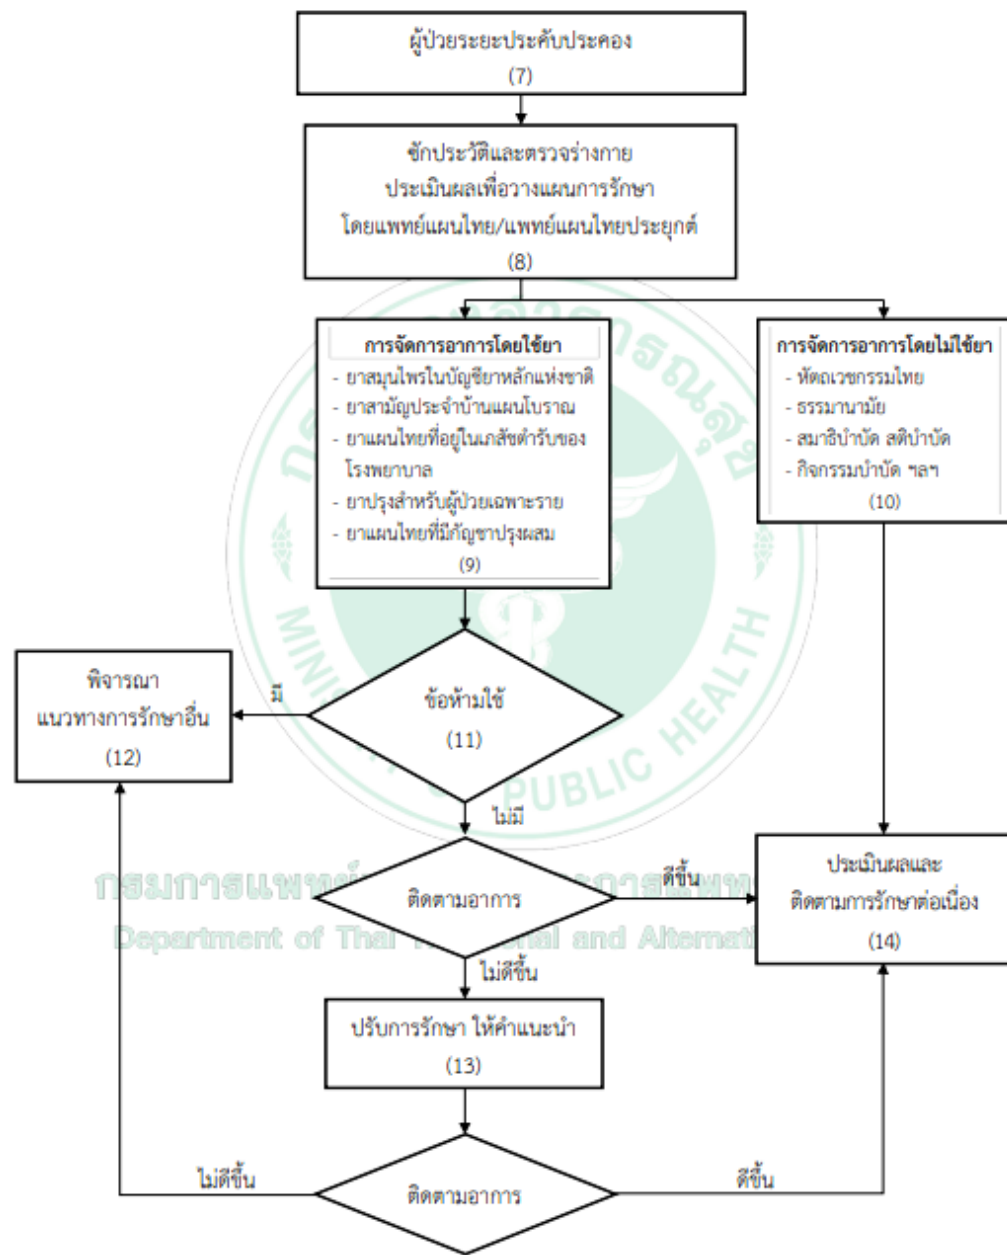 ผู้ป่วยระยะประคับประคอง
(7)
ซักประวัติและตรวจร่างกาย
ประเมินผลเพื่อวางแผนการรักษา
โดยแพทย์แผนไทย/แพทย์แผนไทยประยุกต์
(8)
การจัดการอาการโดยใช้ยา
- ยาสมุนไพรในบัญชียาหลักแห่งชาติ
- ยาสามัญประจำบ้านแผนโบราณ
- ยาแผนไทยที่อยู่ในเภสัชตำรับของ
โรงพยาบาล
- ยาปรุงสำหรับผู้ป่วยเฉพาะราย
- ยาแผนไทยที่มีกัญชาปรุงผสม
(9)
การจัดการอาการโดยไม่ใช้ยา
- หัตถเวชกรรมไทย
- ธรรมานามัย
- สมาธิบำบัด สติบำบัด
- กิจกรรมบำบัด ฯลฯ
(10)
ข้อห้ามใช้
(11)
มี
พิจารณา
แนวทางการรักษาอื่น
(12)
ไม่มี
ติดตามอาการ
ดีขึ้น
ประเมินผลและ
ติดตามการรักษาต่อเนื่อง
(14)
ไม่ดีขึ้น
ปรับการรักษา ให้คำแนะนำ
(13)
ติดตามอาการ
ไม่ดีขึ้น
ดีขึ้น
PUBLIC HEALTH
กรมการแพทย์
Department of Thai
and